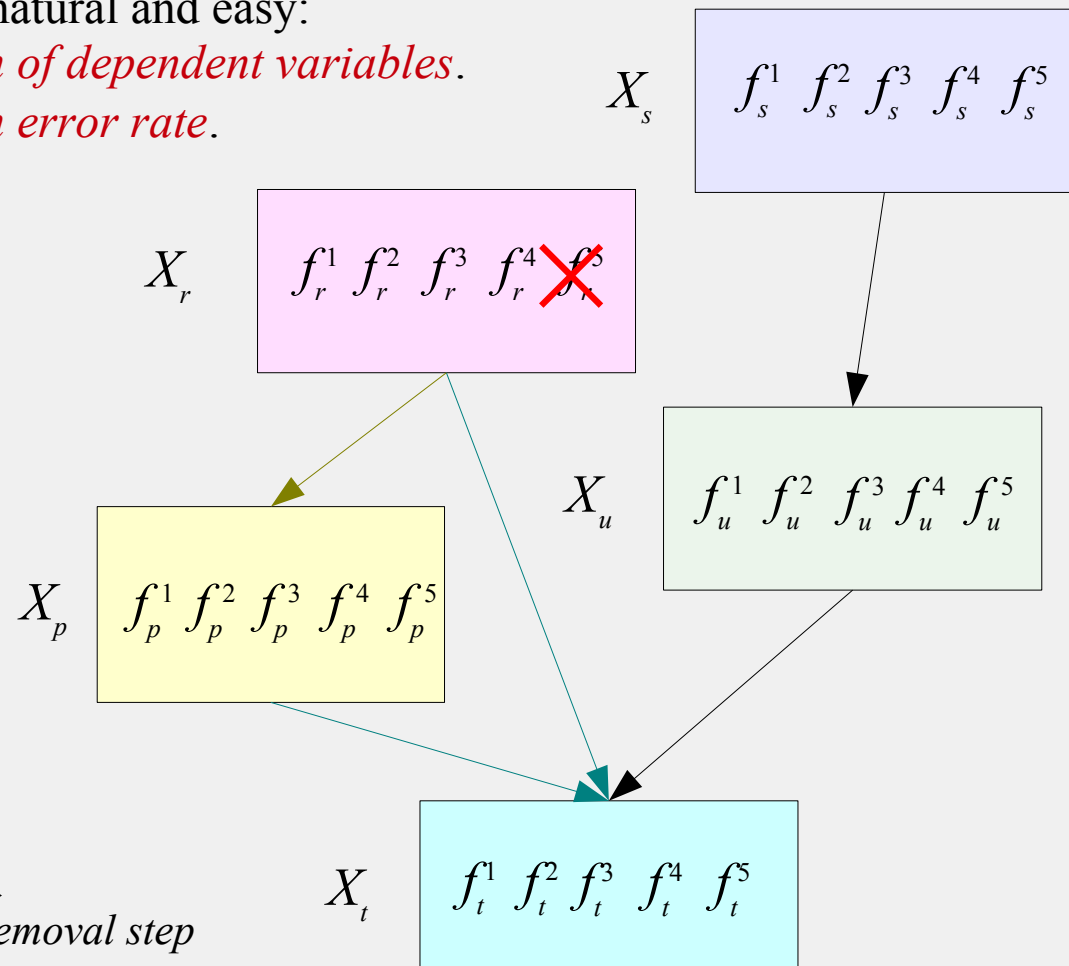 natural and easy:
of dependent variables.
error rate.
X_s f_s^1 f_s^2 f_s^3 f_s^4 f_s^5
X_r f_r^1 f_r^2 f_r^3 f_r^4 f_r^5
X_u f_u^1 f_u^2 f_u^3 f_u^4 f_u^5
X_p f_p^1 f_p^2 f_p^3 f_p^4 f_p^5
X_t f_t^1 f_t^2 f_t^3 f_t^4 f_t^5
emoval step